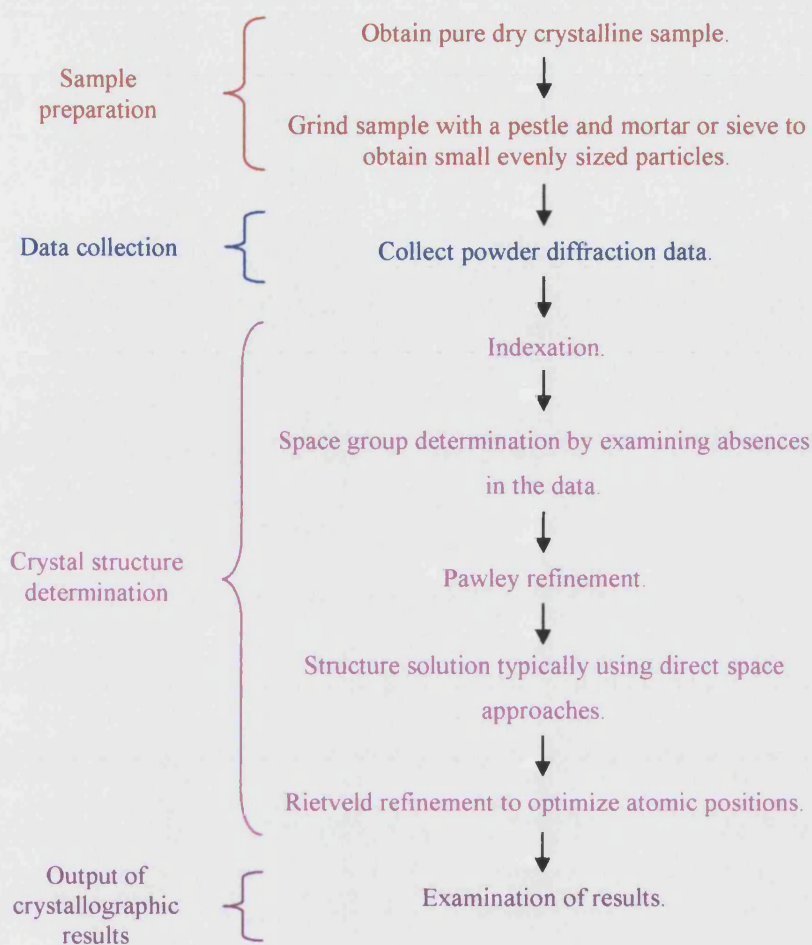 Sample
preparation
Obtain pure dry crystalline sample.
Grind sample with a pestle and mortar or sieve to
obtain small evenly sized particles.
Data collection
Collect powder diffraction data.
Crystal structure
determination
Indexation.
Space group determination by examining absences
in the data.
Pawley refinement.
Structure solution typically using direct space
approaches.
Rietveld refinement to optimize atomic positions.
Output of
crystallographic
results
Examination of results.